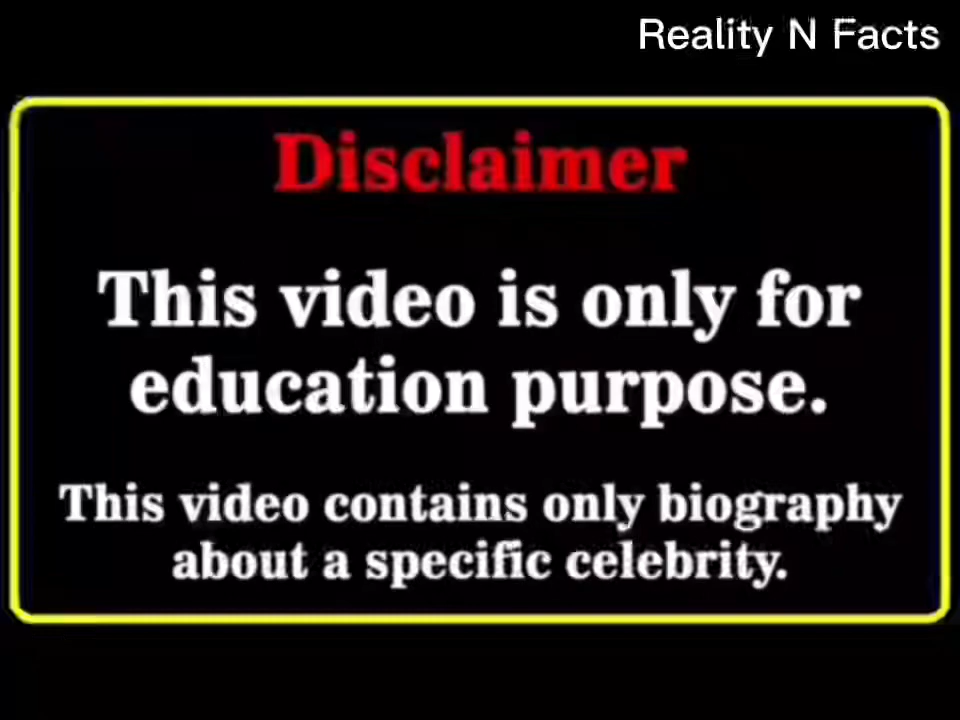 Reality N Facts
Disclaimer
This video is only for
education purpose.
This video contains only biography
about a specific celebrity.